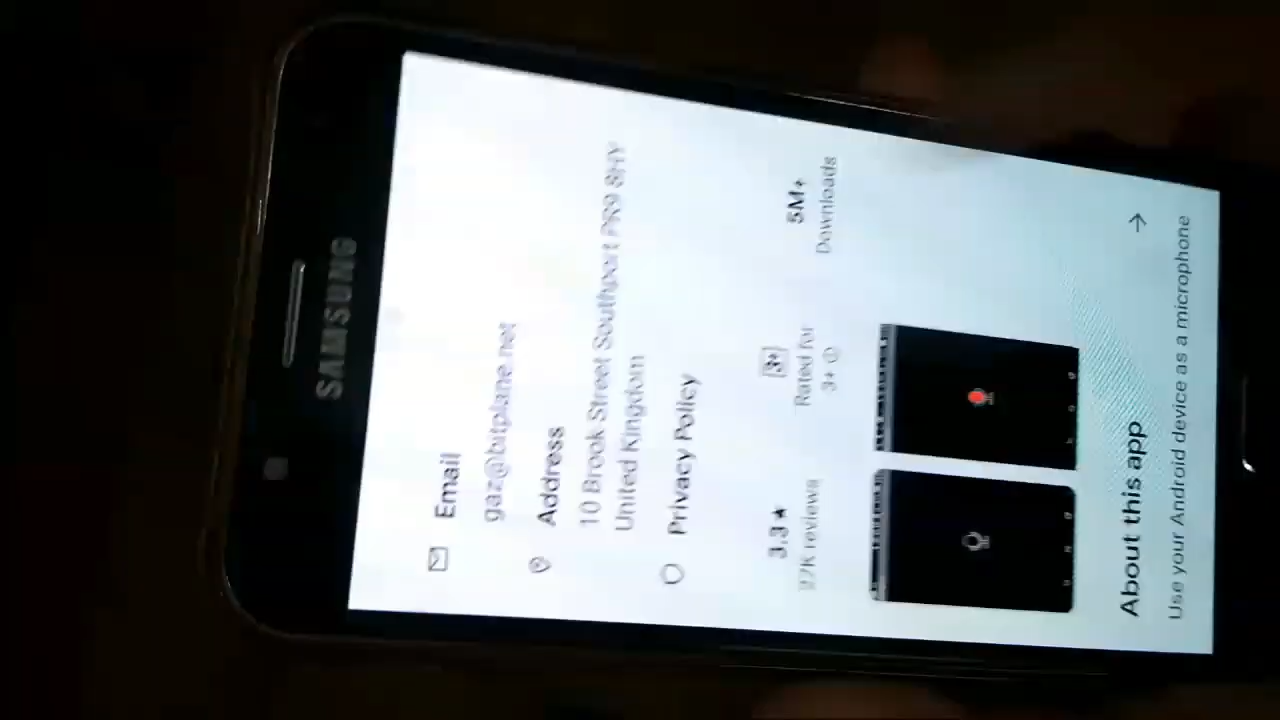 SAMSUNG
Email
gaz@bitplane.net
Address
10 Brook Street Southport PR9 8HY
United Kingdom
Privacy Policy
3.3★
27K reviews
3+
Rated for
3+
5M+
Downloads
About this app
Use your Android device as a microphone